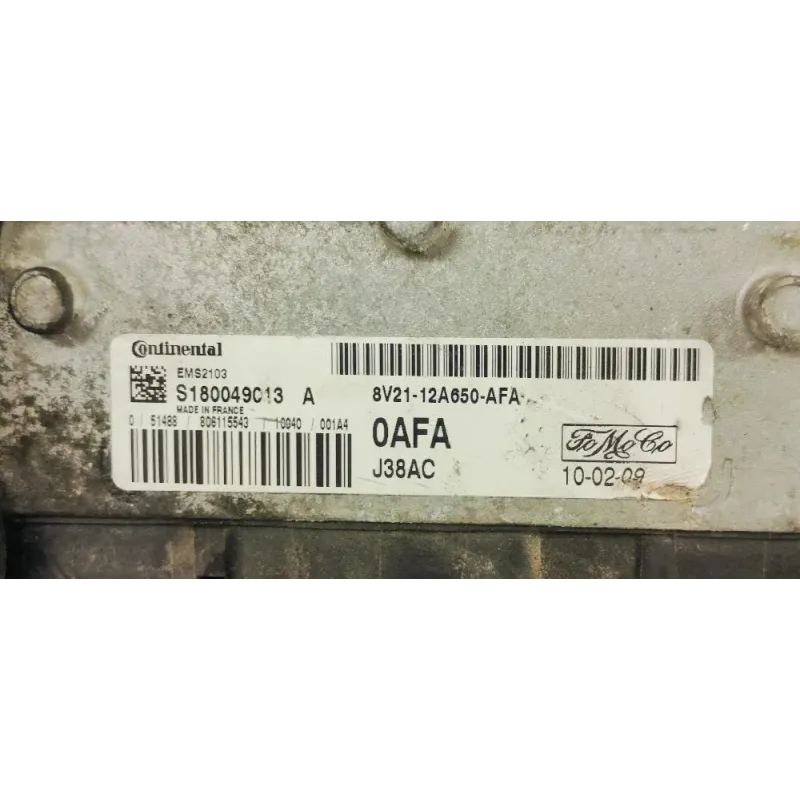 Continental
EMS2103
S180049013 A
MADE IN FRANCE
0 51488 / 806115543 / 10040 / 001A4
8V21-12A650-AFA
0AFA
FoMoCo
J38AC
10-02-09